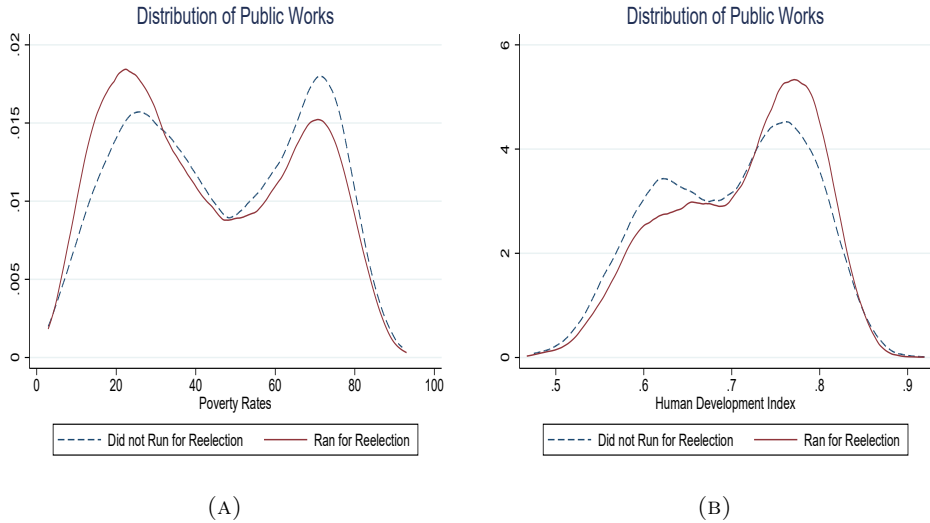 Distribution of Public Works
.02
.015
.01
.005
0
0 20 40 60 80 100
Poverty Rates
Did not Run for Reelection Ran for Reelection
(A)
Distribution of Public Works
6
4
2
0
.5 .6 .7 .8 .9
Human Development Index
Did not Run for Reelection Ran for Reelection
(B)